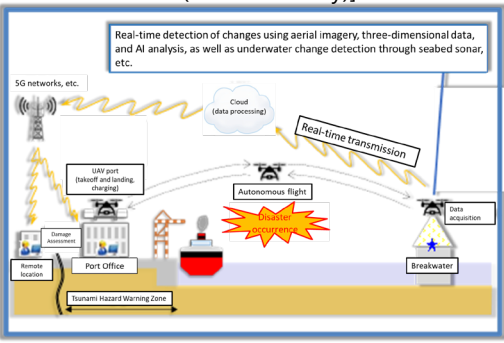 Real-time detection of changes using aerial imagery, three-dimensional data,
and AI analysis, as well as underwater change detection through seabed sonar,
etc.
5G networks, etc.
Cloud
(data processing)
Real-time transmission
UAV port
(takeoff and landing,
charging)
Autonomous flight
Data
acquisition
Disaster
occurrence
Damage
Assessment
Remote
location
Port Office
Breakwater
Tsunami Hazard Warning Zone